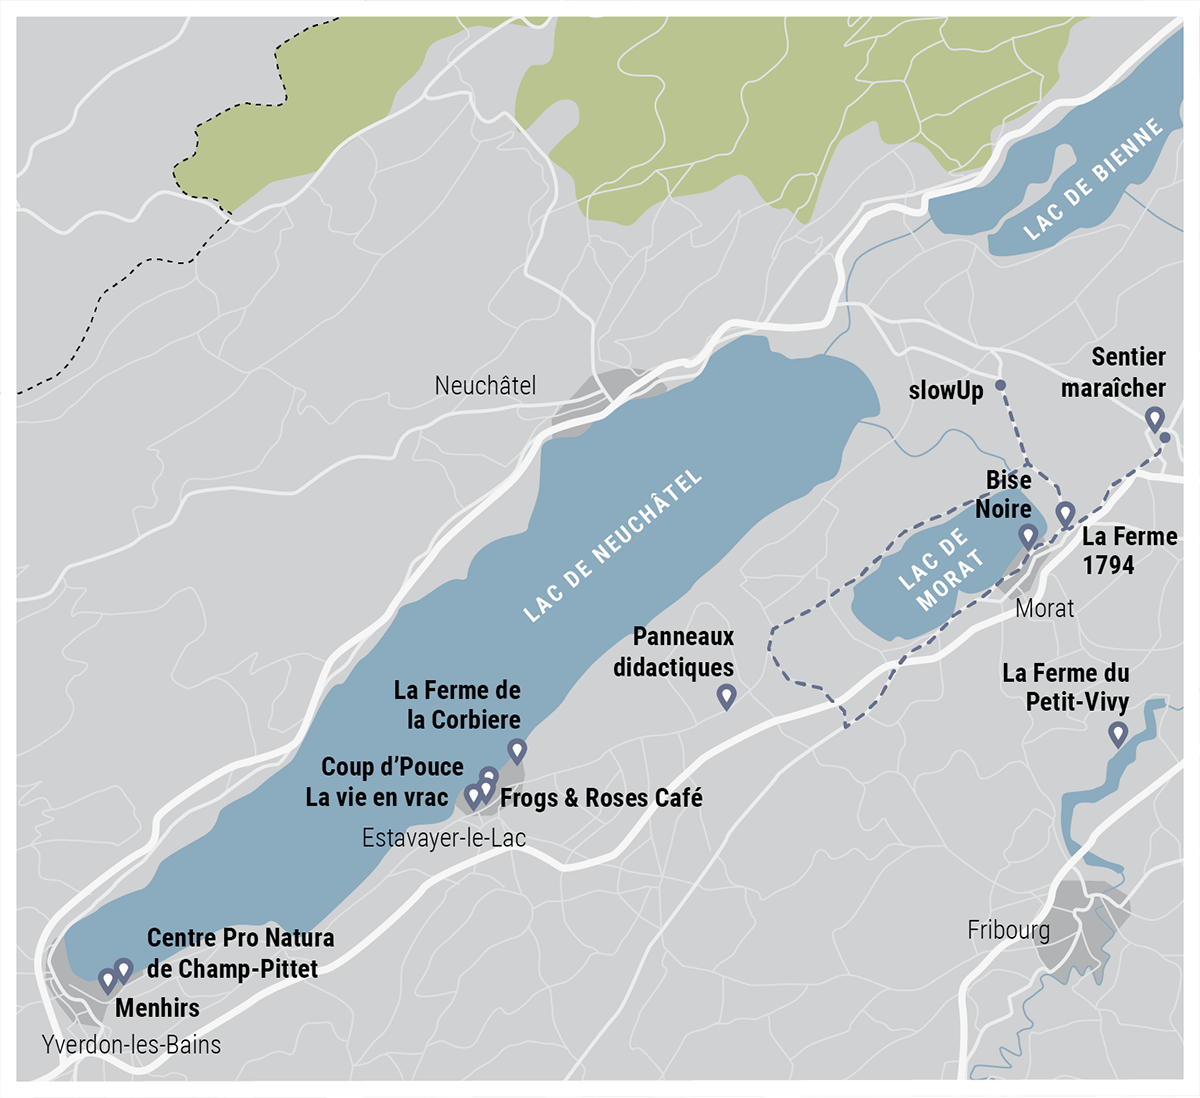 LAC DE BIENNE
Sentier
maraîcher
Neuchâtel
slowUp
Bise
Noire
LAC DE NEUCHÂTEL
La Ferme
1794
LAC DE
MORAT
Morat
Panneaux
didactiques
La Ferme du
Petit-Vivy
La Ferme de
la Corbiere
Coup d’Pouce
La vie en vrac
Frogs & Roses Café
Estavayer-le-Lac
Fribourg
Centre Pro Natura
de Champ-Pittet
Menhirs
Yverdon-les-Bains